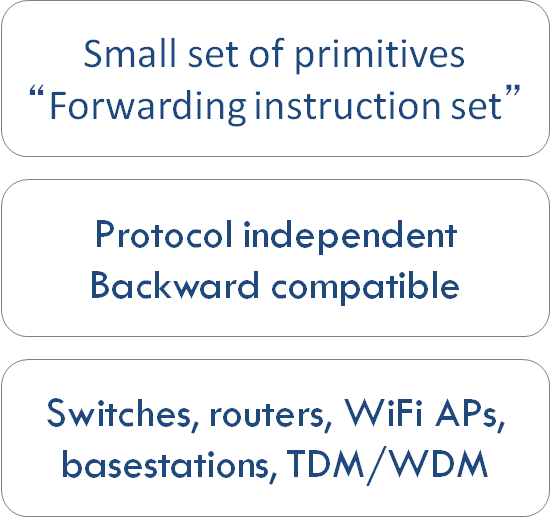 Small set of primitives
“Forwarding instruction set”
Protocol independent
Backward compatible
Switches, routers, WiFi APs,
basestations, TDM/WDM